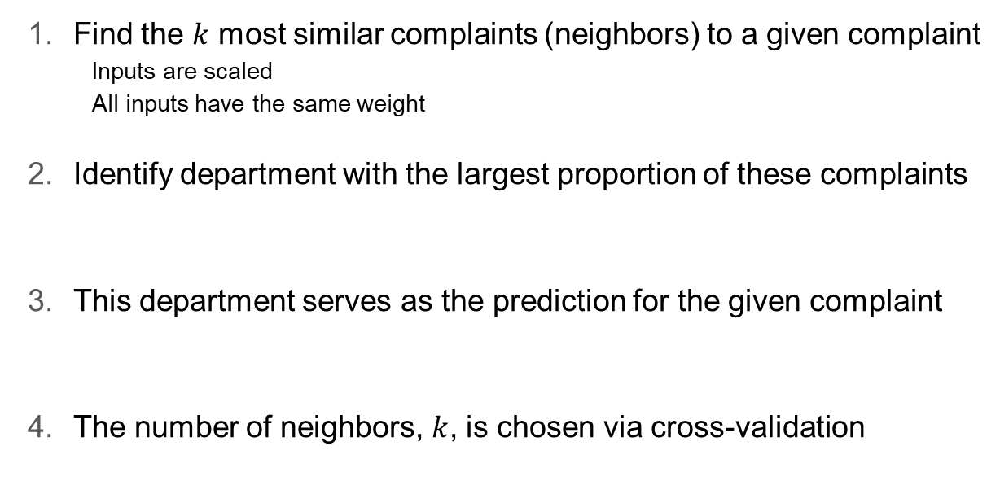 1. Find the k most similar complaints (neighbors) to a given complaint
Inputs are scaled
All inputs have the same weight
2. Identify department with the largest proportion of these complaints
3. This department serves as the prediction for the given complaint
4. The number of neighbors, k, is chosen via cross-validation